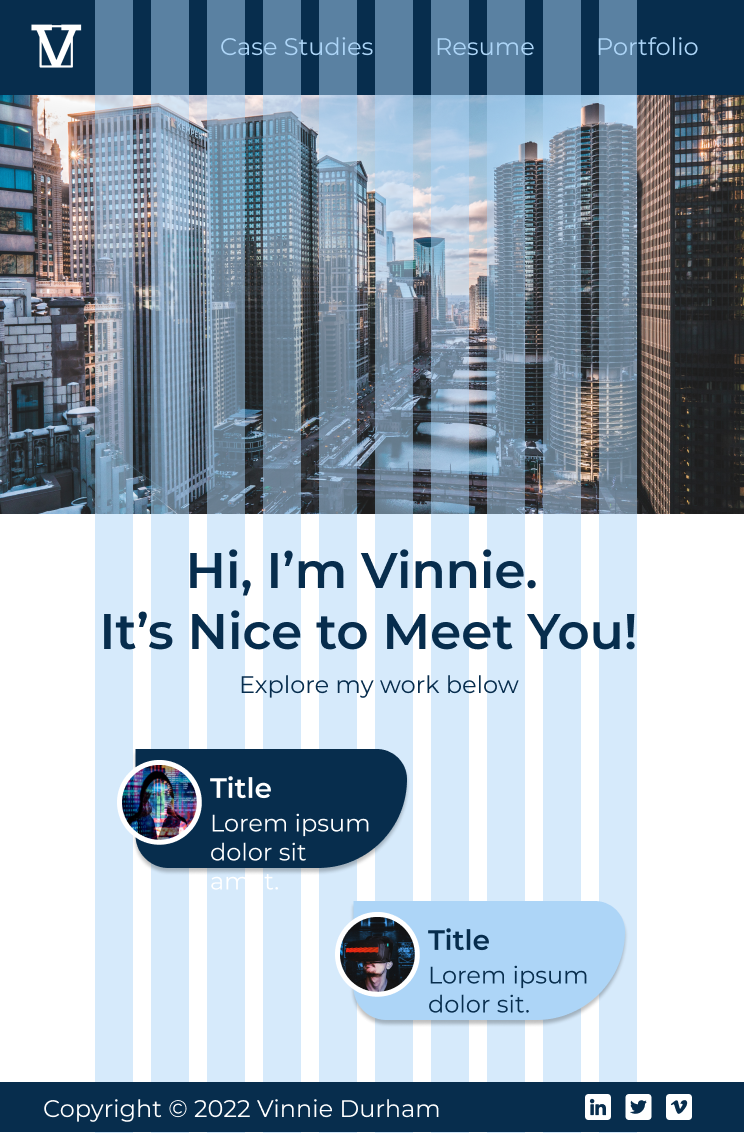 V
Case Studies Resume Portfolio
Hi, I’m Vinnie.
It’s Nice to Meet You!
Explore my work below
Title
Lorem ipsum
dolor sit
amet.
Title
Lorem ipsum
dolor sit.
Copyright © 2022 Vinnie Durham
in